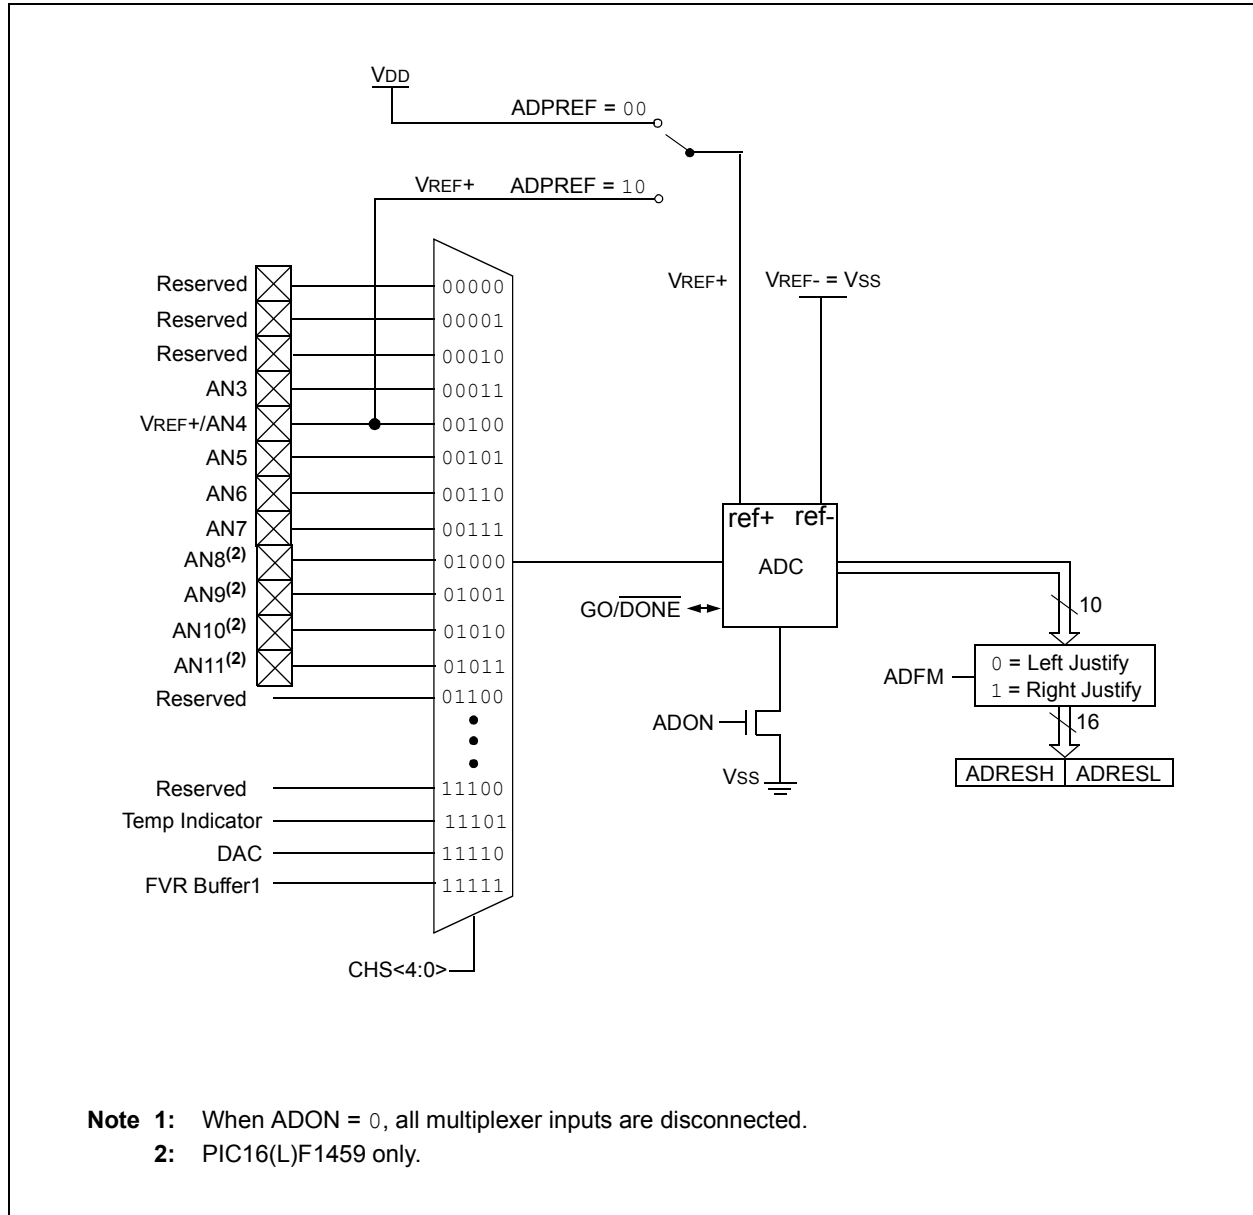 VDD
ADPREF = 00
VREF+ ADPREF = 10
Reserved 00000
Reserved 00001
Reserved 00010
AN3 00011
VREF+/AN4 00100
AN5 00101
AN6 00110
AN7 00111
AN8(2) 01000
AN9(2) 01001
AN10(2) 01010
AN11(2) 01011
Reserved 01100
Reserved 11100
Temp Indicator 11101
DAC 11110
FVR Buffer1 11111
CHS<4:0>
VREF+ VREF- = VSS
ref+ ref-
ADC
GO/DONE
10
ADFM
0 = Left Justify
1 = Right Justify
16
ADON
VSS
ADRESH ADRESL
Note 1: When ADON = 0, all multiplexer inputs are disconnected.
2: PIC16(L)F1459 only.